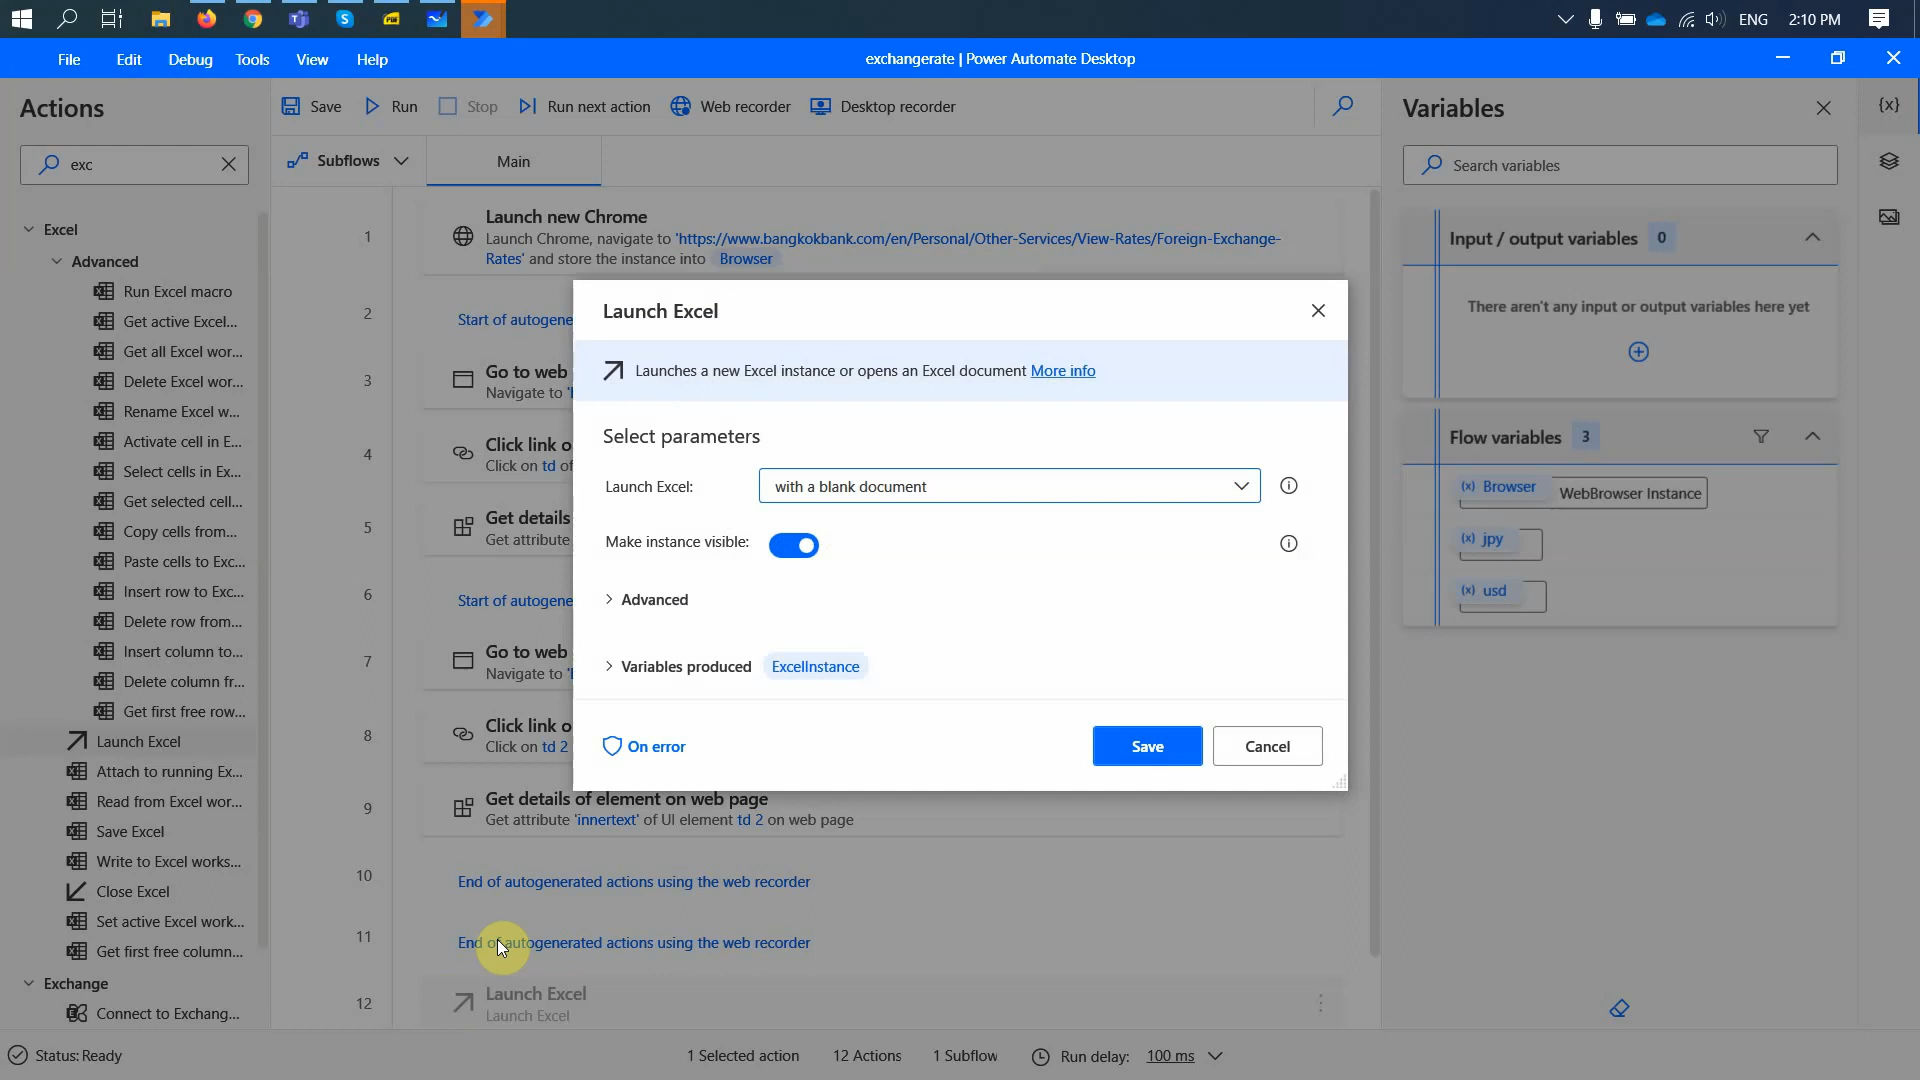 ENG
2:10 PM
File
Edit
Debug
Tools
View
Help
exchangerate | Power Automate Desktop
Actions
exc
Excel
Advanced
Run Excel macro
Get active Excel...
Get all Excel wor...
Delete Excel wor...
Rename Excel w...
Activate cell in E...
Select cells in Ex...
Get selected cell...
Copy cells from...
Paste cells to Exc...
Insert row to Exc...
Delete row from...
Insert column to...
Delete column fr...
Get first free row...
Launch Excel
Attach to running Ex...
Read from Excel wor...
Save Excel
Write to Excel works...
Close Excel
Set active Excel work...
Get first free column...
Exchange
Connect to Exchang...
Save
Run
Stop
Run next action
Web recorder
Desktop recorder
Subflows
Main
1
Launch new Chrome
Launch Chrome, navigate to 'https://www.bangkokbank.com/en/Personal/Other-Services/View-Rates/Foreign-Exchange-
Rates' and store the instance into Browser
2
Start of autogene
3
Go to web
Navigate to '
4
Click link o
Click on td of
5
Get details
Get attribute
6
Start of autogene
7
Go to web
Navigate to '
8
Click link o
Click on td 2
9
Get details of element on web page
Get attribute 'innertext' of UI element td 2 on web page
10
End of autogenerated actions using the web recorder
11
End of autogenerated actions using the web recorder
12
Launch Excel
Launch Excel
Launch Excel
Launches a new Excel instance or opens an Excel document More info
Select parameters
Launch Excel:
with a blank document
Make instance visible:
Advanced
Variables produced
ExcelInstance
On error
Save
Cancel
Variables
{x}
Search variables
Input / output variables 0
There aren't any input or output variables here yet
Flow variables 3
(x) Browser
WebBrowser Instance
(x) jpy
(x) usd
Status: Ready
1 Selected action
12 Actions
1 Subflow
Run delay:
100 ms